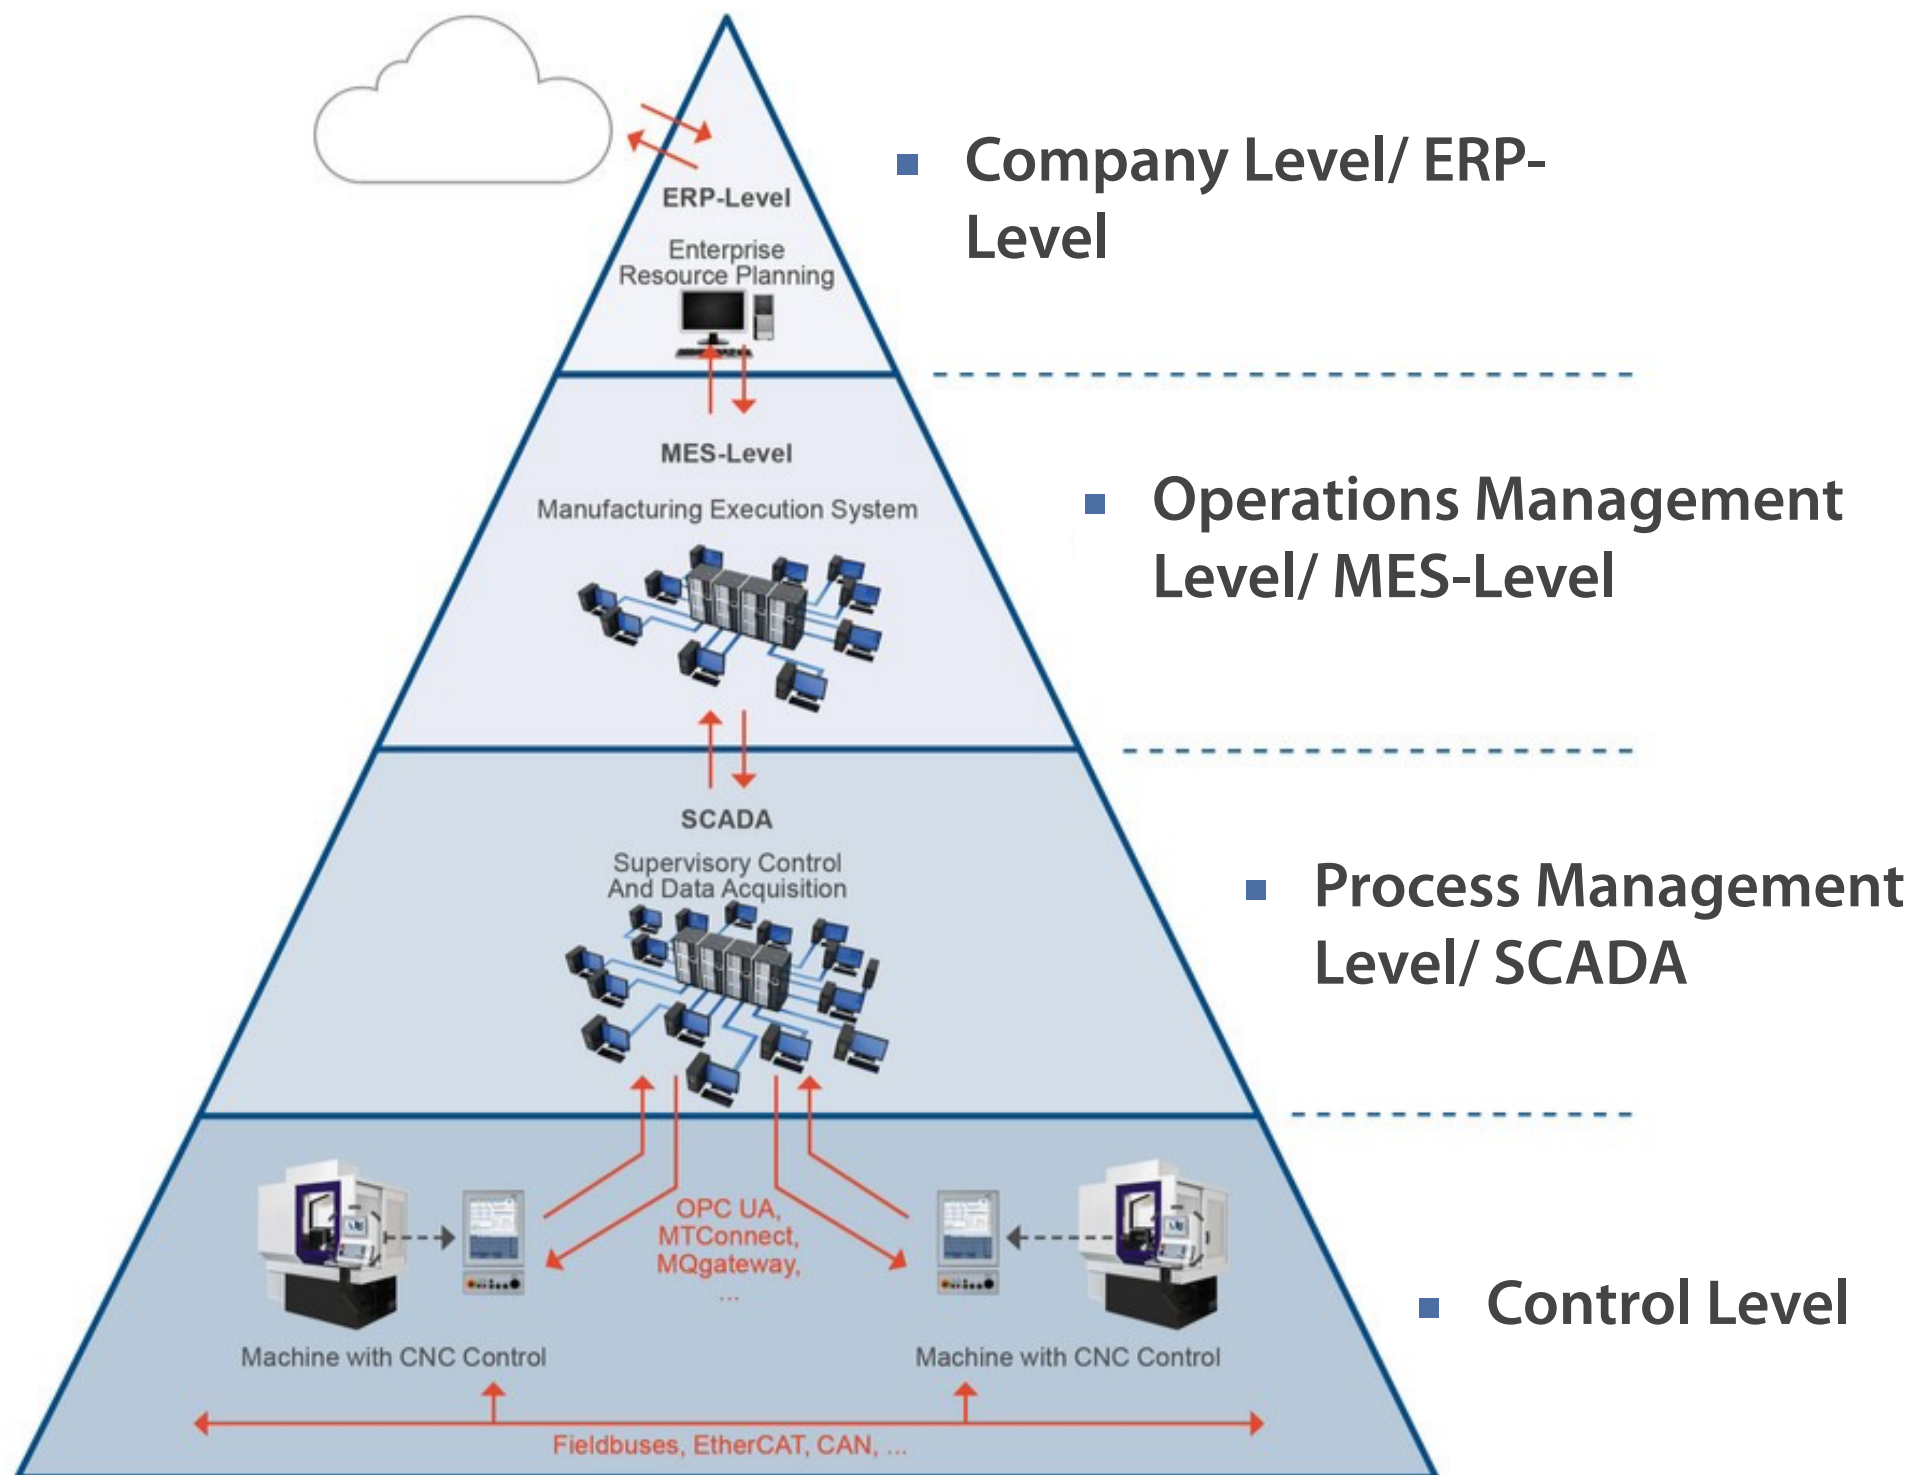 ERP-Level
Enterprise
Resource Planning
▪ Company Level/ ERP-
Level
MES-Level
Manufacturing Execution System
▪ Operations Management
Level/ MES-Level
SCADA
Supervisory Control
And Data Acquisition
▪ Process Management
Level/ SCADA
OPC UA,
MTConnect,
MQgateway,
...
Machine with CNC Control
Machine with CNC Control
Fieldbuses, EtherCAT, CAN, ...
▪ Control Level